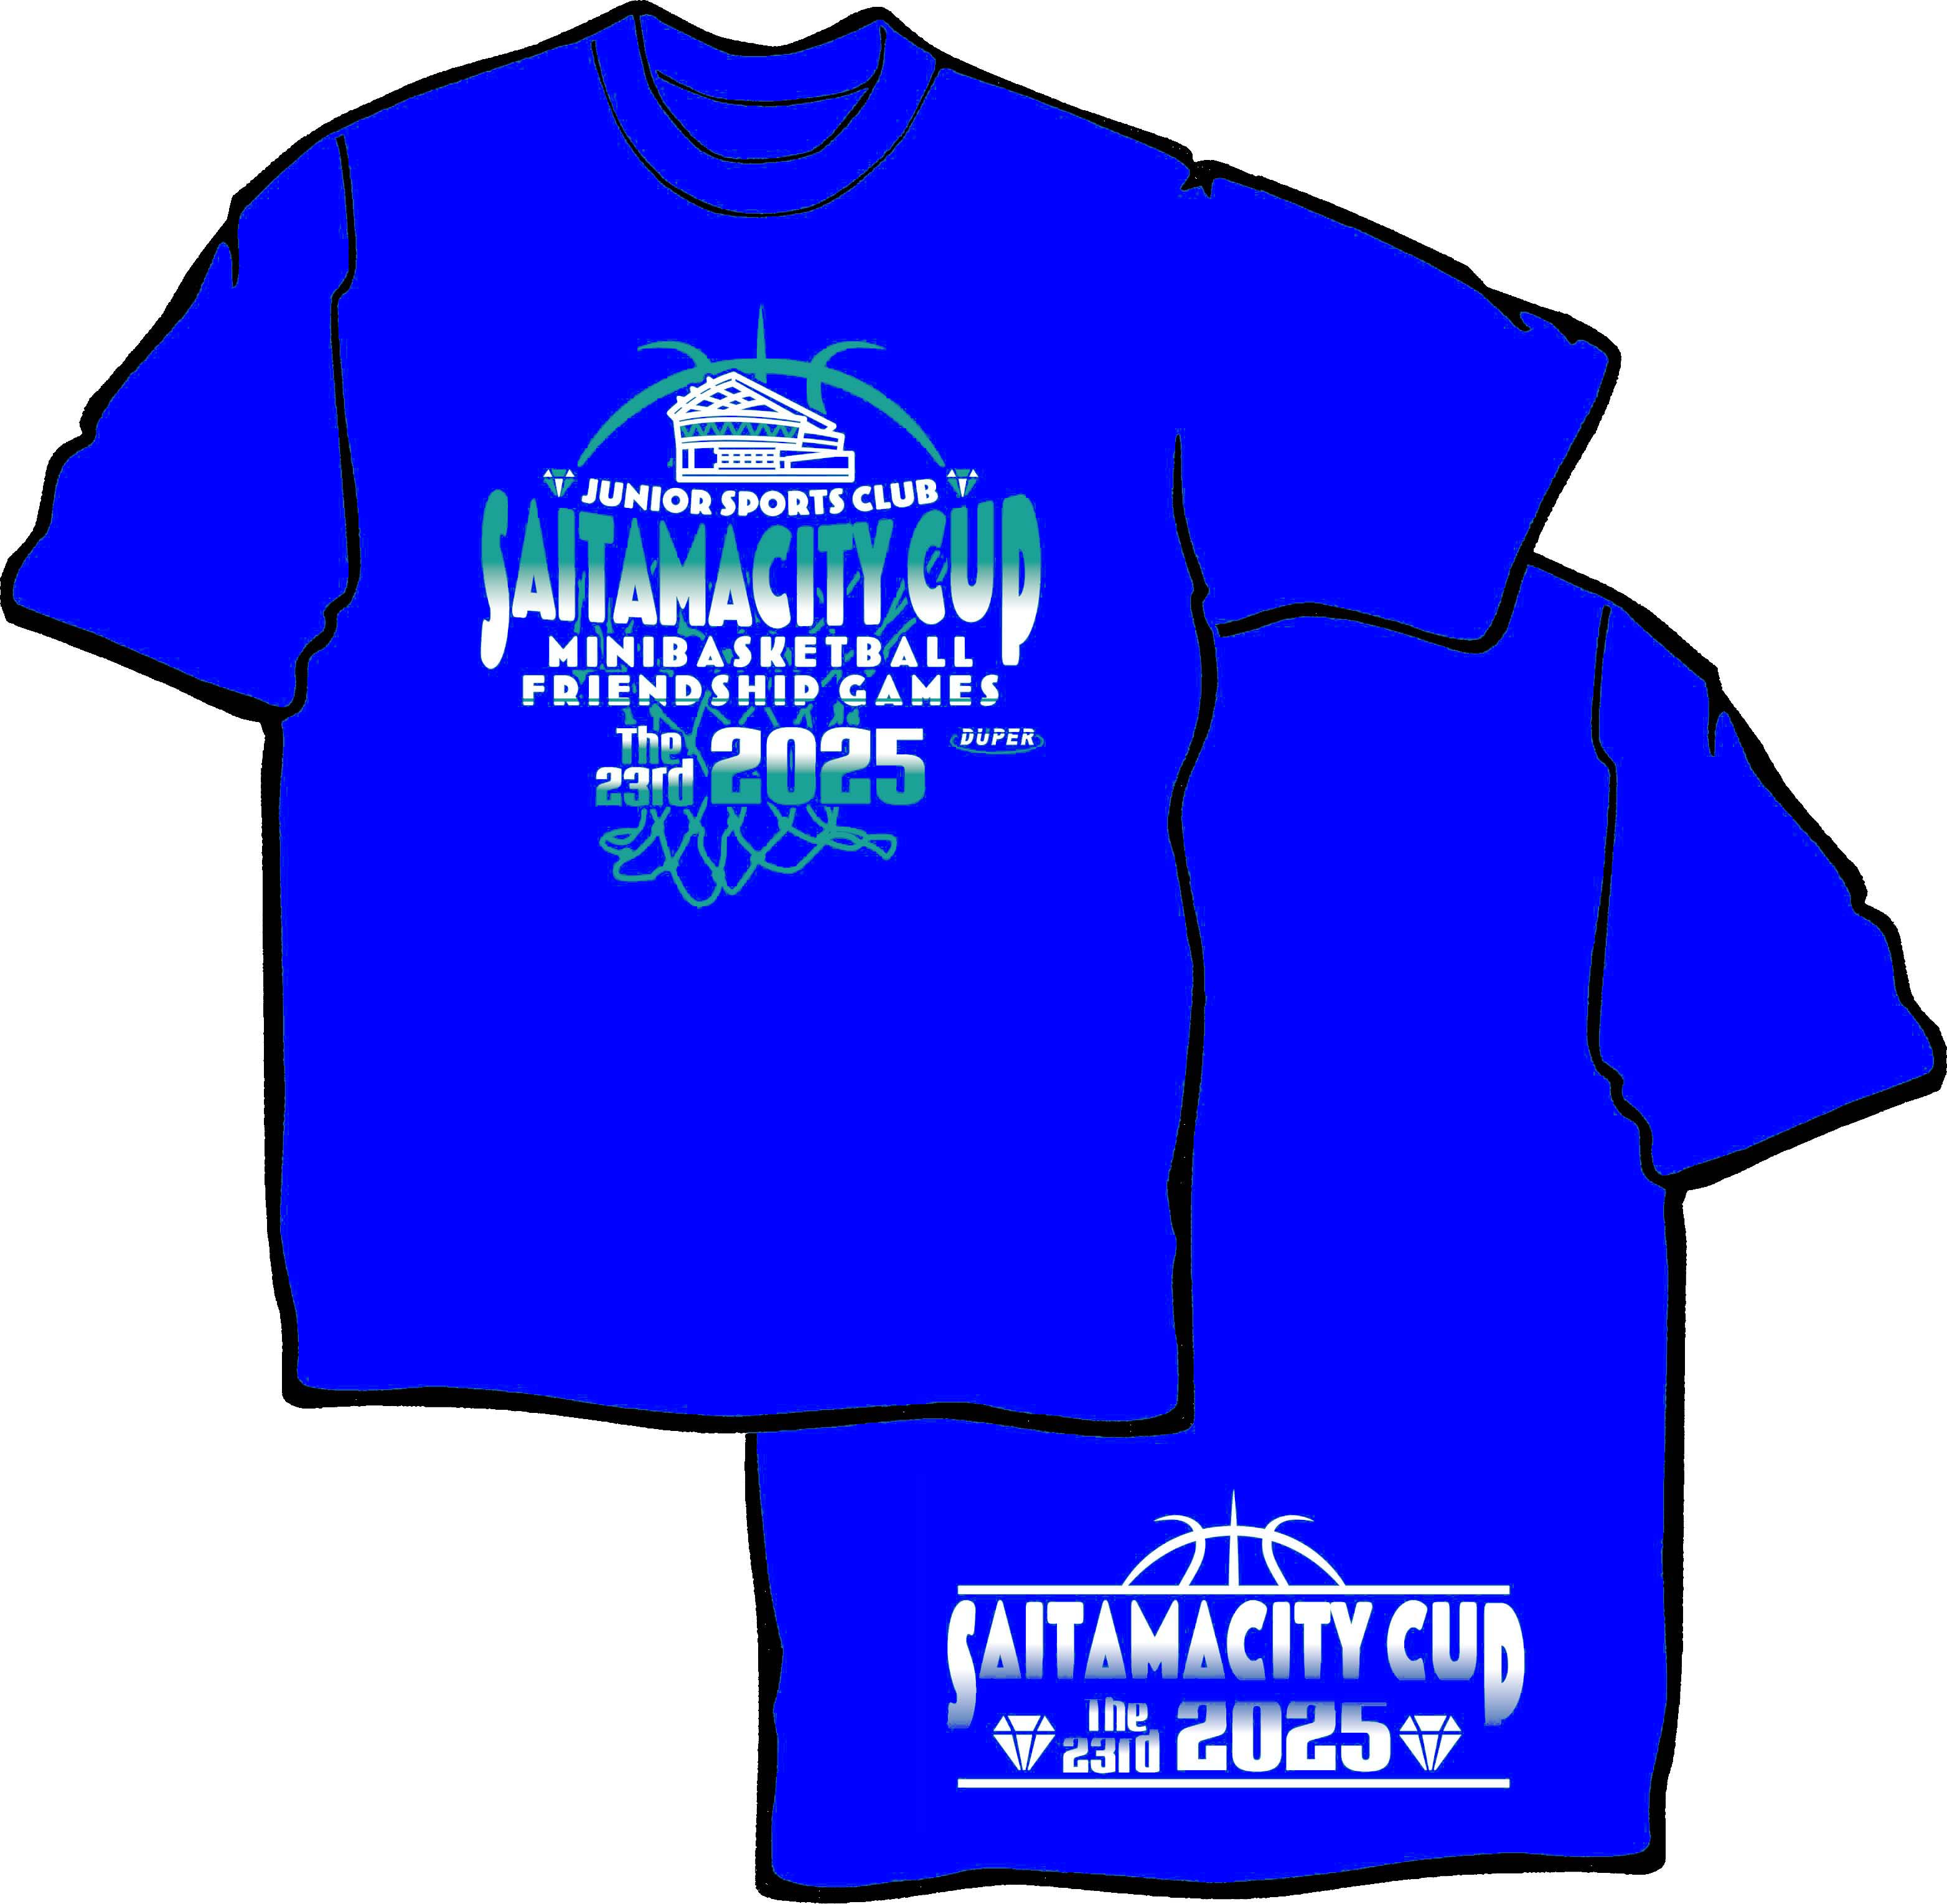 JUNIOR SPORTS CLUB
SAITAMACITY CUP
MINIBASKETBALL
FRIENDSHIP GAMES
The 23rd 2025
DUPER
SAITAMACITY CUP
The 23rd 2025